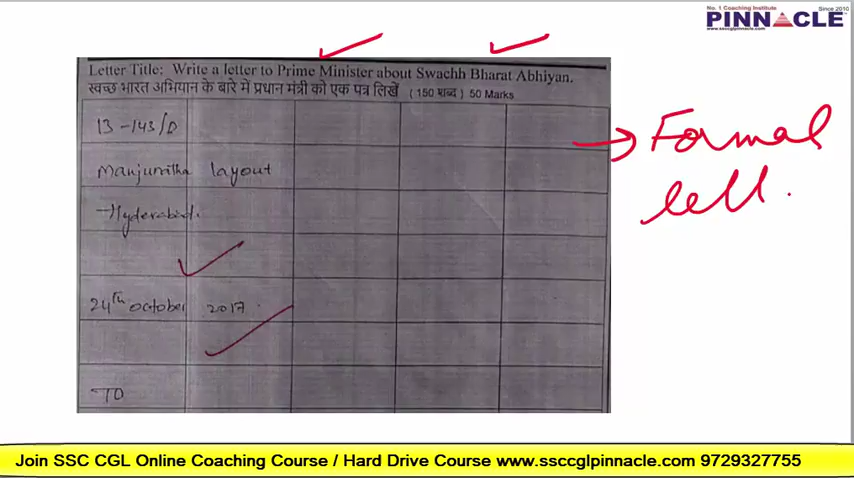 No. 1 Coaching Institute
Since 2010
PINNACLE
www.ssccglpinnacle.com
Letter Title: Write a letter to Prime Minister about Swachh Bharat Abhiyan.
स्वच्छ भारत अभियान के बारे में प्रधान मंत्री को एक पत्र लिखें (150 शब्द) 50 Marks
13-143/D
Manjunitha layout
Hyderabad.
24th october 2017
TO
Formal
lett.
Join SSC CGL Online Coaching Course / Hard Drive Course www.ssccglpinnacle.com 9729327755